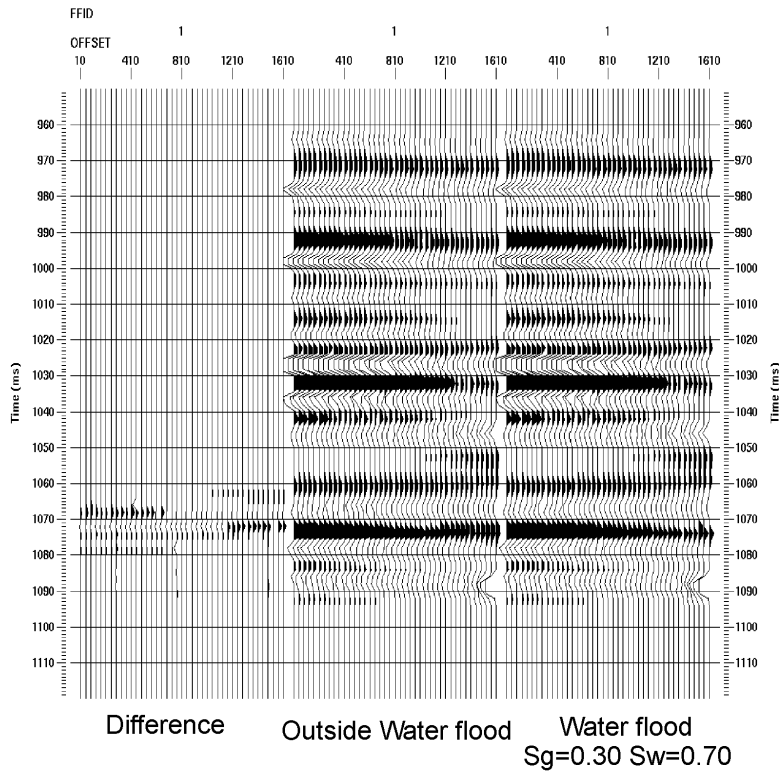 FFID
1 1 1
OFFSET
10 410 810 1210 1610 410 810 1210 1610 410 810 1210 1610
960 960
970 970
980 980
990 990
1000 1000
1010 1010
1020 1020
Time (ms) Time (ms)
1030 1030
1040 1040
1050 1050
1060 1060
1070 1070
1080 1080
1090 1090
1100 1100
1110 1110
Difference Outside Water flood Water flood
Sg=0.30 Sw=0.70